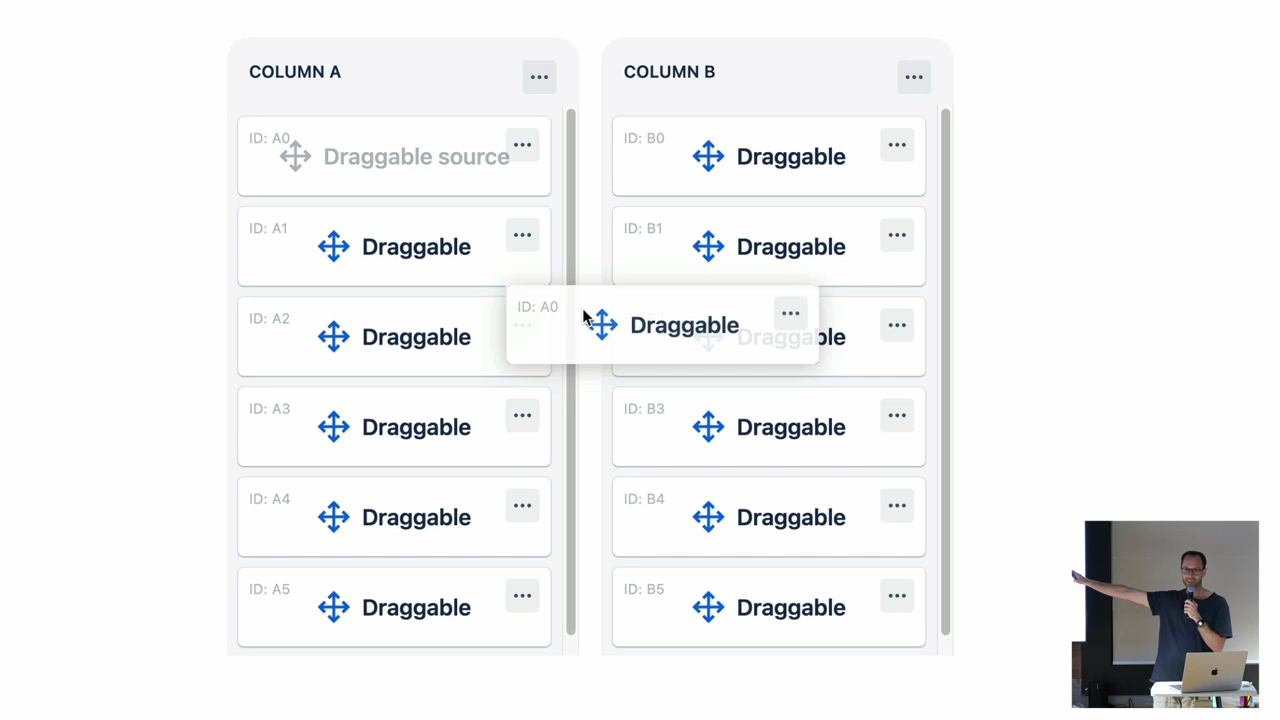 COLUMN A
ID: A0
Draggable source
ID: A1
Draggable
ID: A2
Draggable
ID: A3
Draggable
ID: A4
Draggable
ID: A5
Draggable
ID: A0
Draggable
COLUMN B
ID: B0
Draggable
ID: B1
Draggable
Draggable
ID: B3
Draggable
ID: B4
Draggable
ID: B5
Draggable